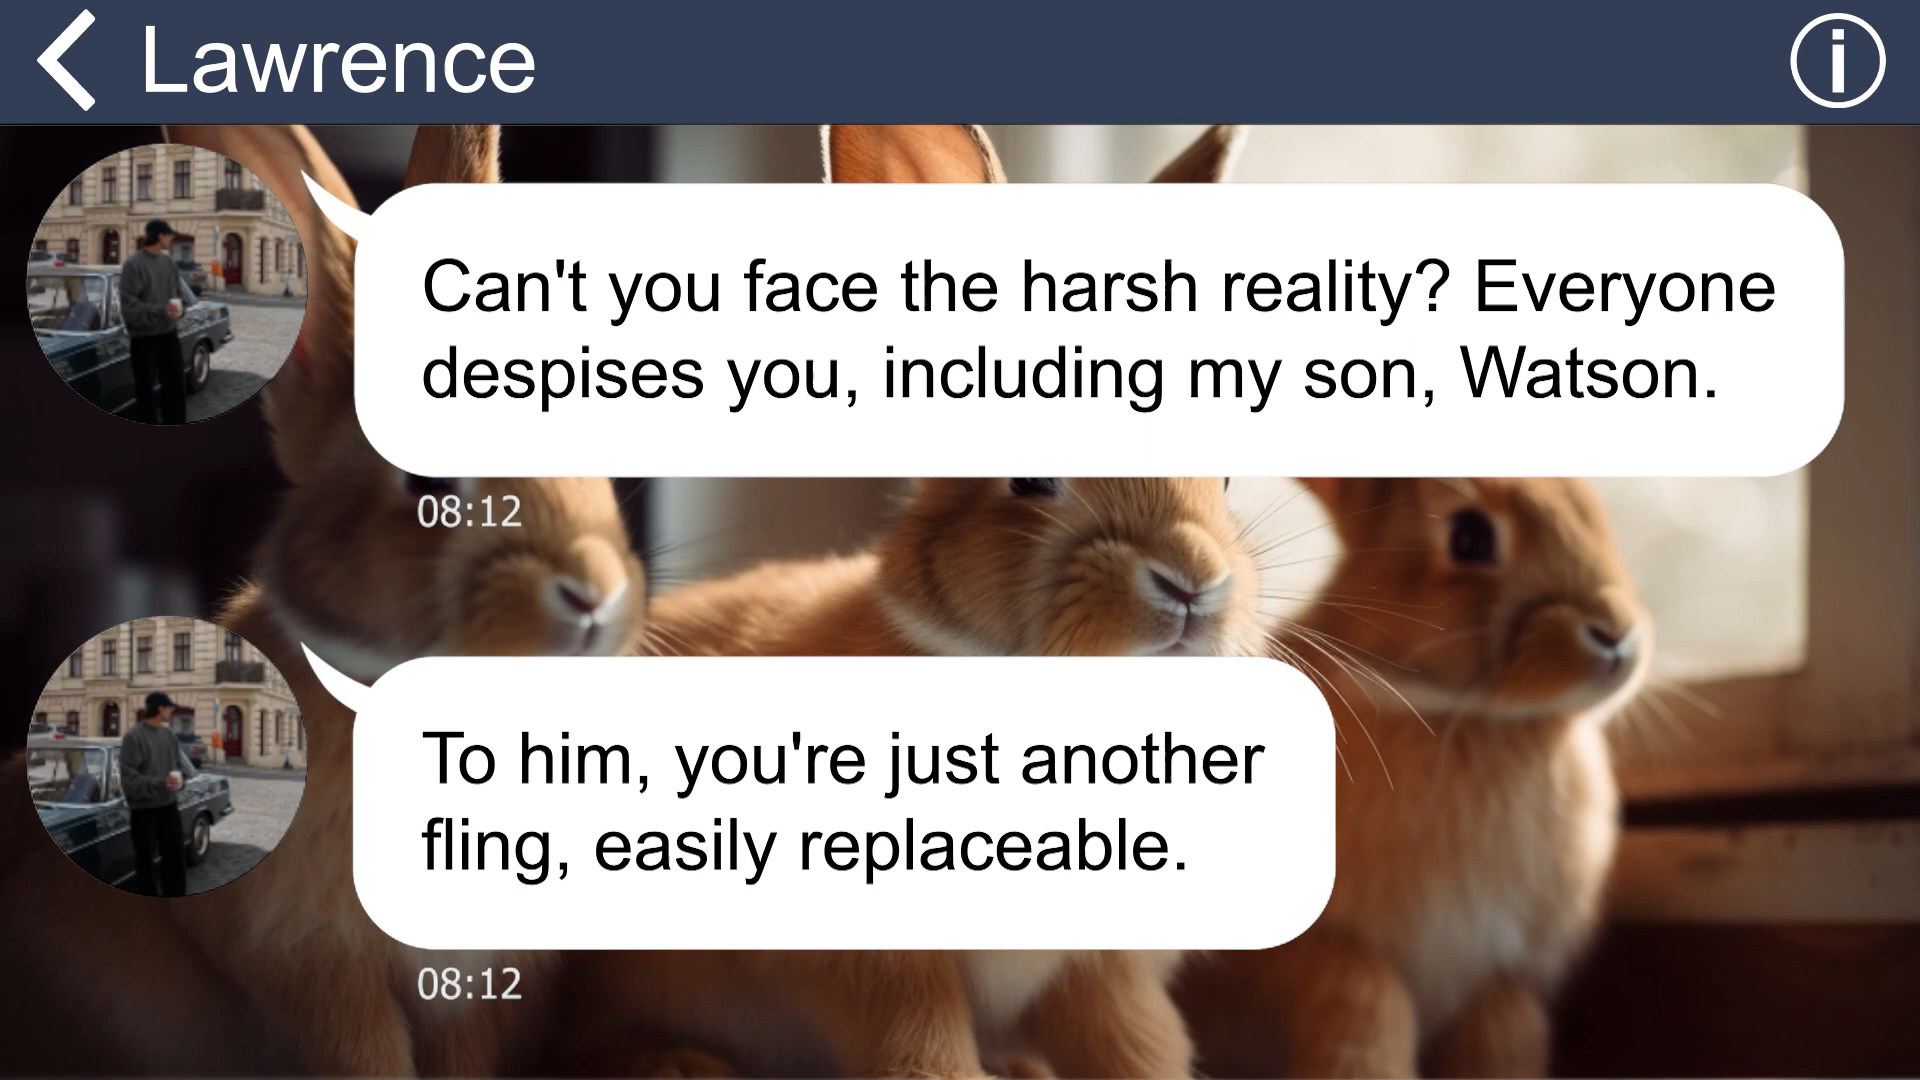 Lawrence
Can't you face the harsh reality? Everyone
despises you, including my son, Watson.
08:12
To him, you're just another
fling, easily replaceable.
08:12